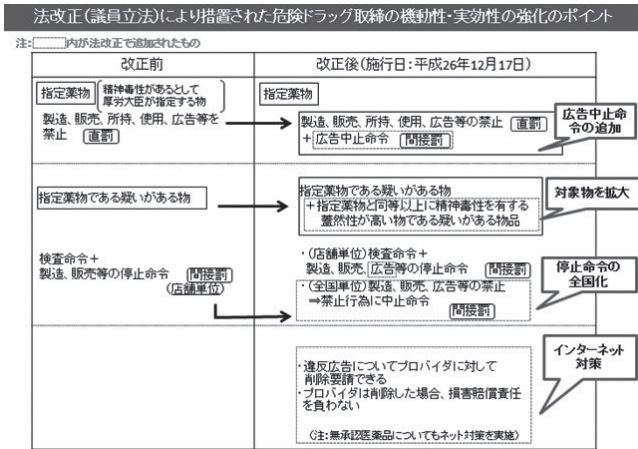 法改正(議員立法)により措置された危険ドラッグ取締の機動性・実効性の強化のポイント
注: 内が法改正で追加されたもの
改正前
改正後(施行日:平成26年12月17日)
指定薬物
精神毒性があるとして
厚労大臣が指定する物
製造、販売、所持、使用、広告等を
禁止 直罰
指定薬物
製造、販売、所持、使用、広告等の禁止 直罰
+広告中止命令 間接罰
広告中止命
令の追加
指定薬物である疑いがある物
指定薬物である疑いがある物
+指定薬物と同等以上に精神毒性を有する
蓋然性が高い物である疑いがある物品
対象物を拡大
検査命令+
製造、販売等の停止命令 間接罰
(店舗単位)
・(店舗単位)検査命令+
製造、販売、広告等の停止命令 間接罰
・(全国単位)製造、販売、広告等の禁止
⇒禁止行為に中止命令
間接罰
停止命令の
全国化
・違反広告についてプロバイダに対して
削除要請できる
・プロバイダは削除した場合、損害賠償責任
を負わない
(注:無承認医薬品についてもネット対策を実施)
インターネット
対策